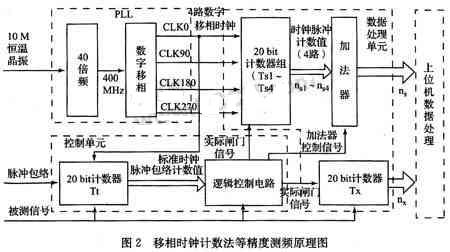 PLL
4路数字
移相时钟
数据
处理
单元
10 M
恒温
晶振
40
倍
频
400
MHz
数
字
移
相
CLK0
CLK90
CLK180
CLK270
20 bit
计数器
组
(Ts1~
Ts4)
时钟脉冲
计数值
(4路)
ns1~ns4
加
法
器
ns
上
位
机
数
据
处
理
控制单元
实际闸门
信号
加法器
控制信号
脉冲包络
20 bit计数器
Tt
标准时钟
脉冲包络计数值
逻辑控制电路
实际闸门
信号
20 bit计数器
Tx
nx
被测信号
图 2 移相时钟计数法等精度测频原理图